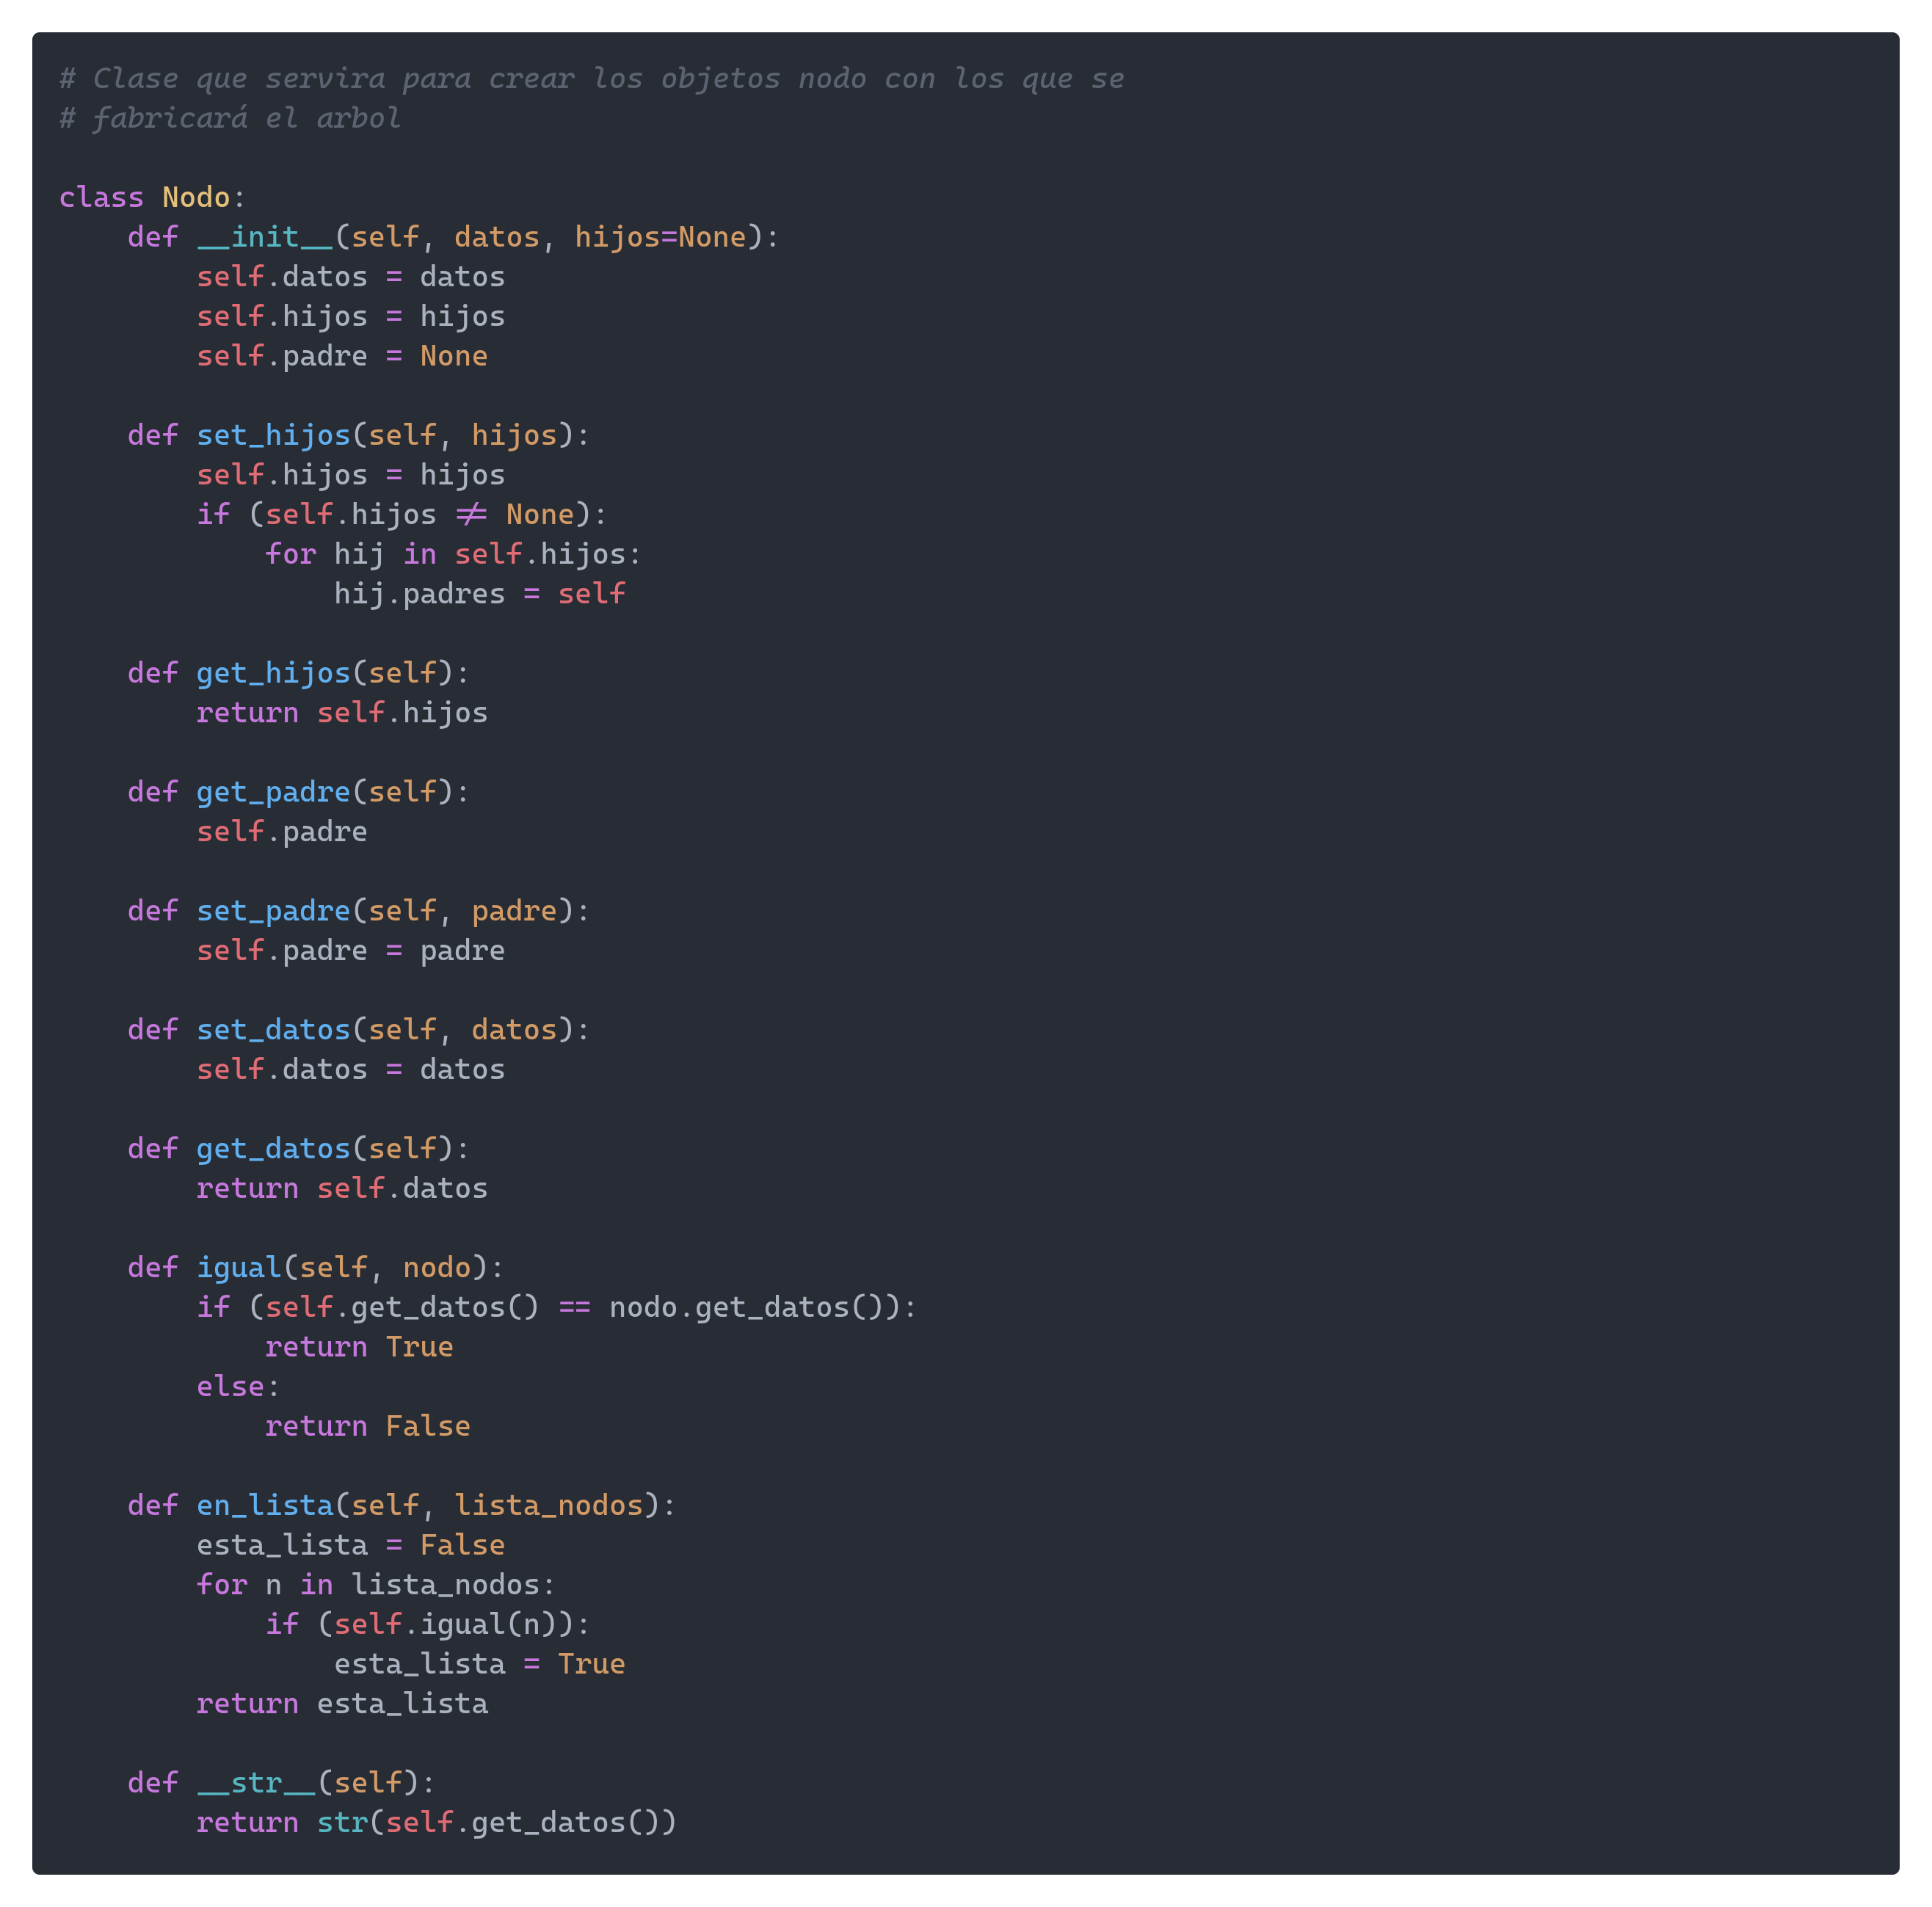 # Clase que servira para crear los objetos nodo con los que se
# fabricará el arbol

class Nodo:
    def __init__(self, datos, hijos=None):
        self.datos = datos
        self.hijos = hijos
        self.padre = None

    def set_hijos(self, hijos):
        self.hijos = hijos
        if (self.hijos != None):
            for hij in self.hijos:
                hij.padres = self

    def get_hijos(self):
        return self.hijos

    def get_padre(self):
        self.padre

    def set_padre(self, padre):
        self.padre = padre

    def set_datos(self, datos):
        self.datos = datos

    def get_datos(self):
        return self.datos

    def igual(self, nodo):
        if (self.get_datos() == nodo.get_datos()):
            return True
        else:
            return False

    def en_lista(self, lista_nodos):
        esta_lista = False
        for n in lista_nodos:
            if (self.igual(n)):
                esta_lista = True
        return esta_lista

    def __str__(self):
        return str(self.get_datos())